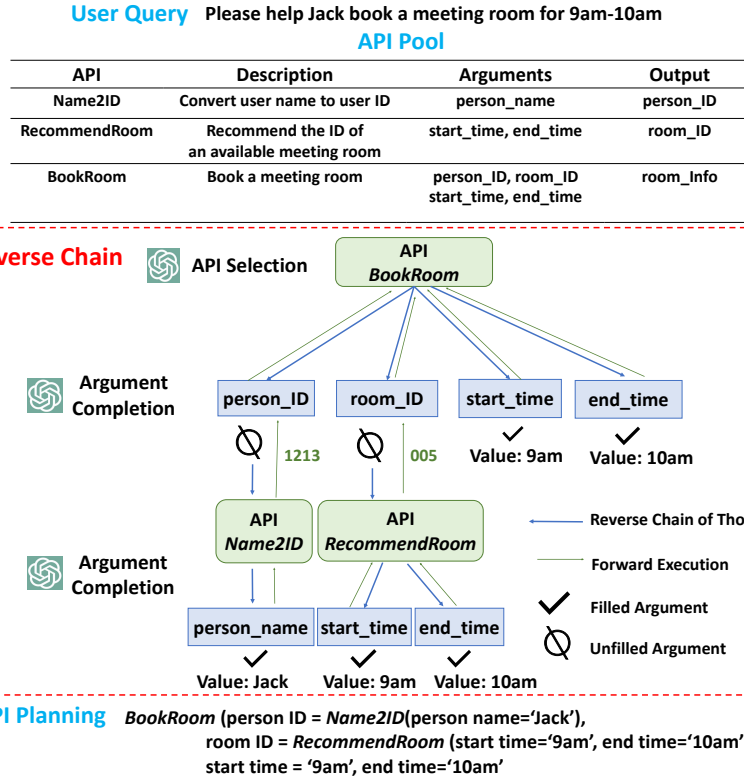 User Query Please help Jack book a meeting room for 9am-10am
API Pool
API Description Arguments Output
Name2ID Convert user name to user ID person_name person_ID
RecommendRoom Recommend the ID of start_time, end_time room_ID
an available meeting room
BookRoom Book a meeting room person_ID, room_ID room_Info
start_time, end_time
verse Chain API Selection API
BookRoom
Argument
Completion person_ID room_ID start_time end_time
1213 005 Value: 9am Value: 10am
API API
Name2ID RecommendRoom
Reverse Chain of Tho
Argument
Completion
Forward Execution
person_name start_time end_time
Filled Argument
Unfilled Argument
Value: Jack Value: 9am Value: 10am
PI Planning BookRoom (person ID = Name2ID(person name=‘Jack’),
room ID = RecommendRoom (start time=‘9am’, end time=‘10am’
start time = ‘9am’, end time=‘10am’